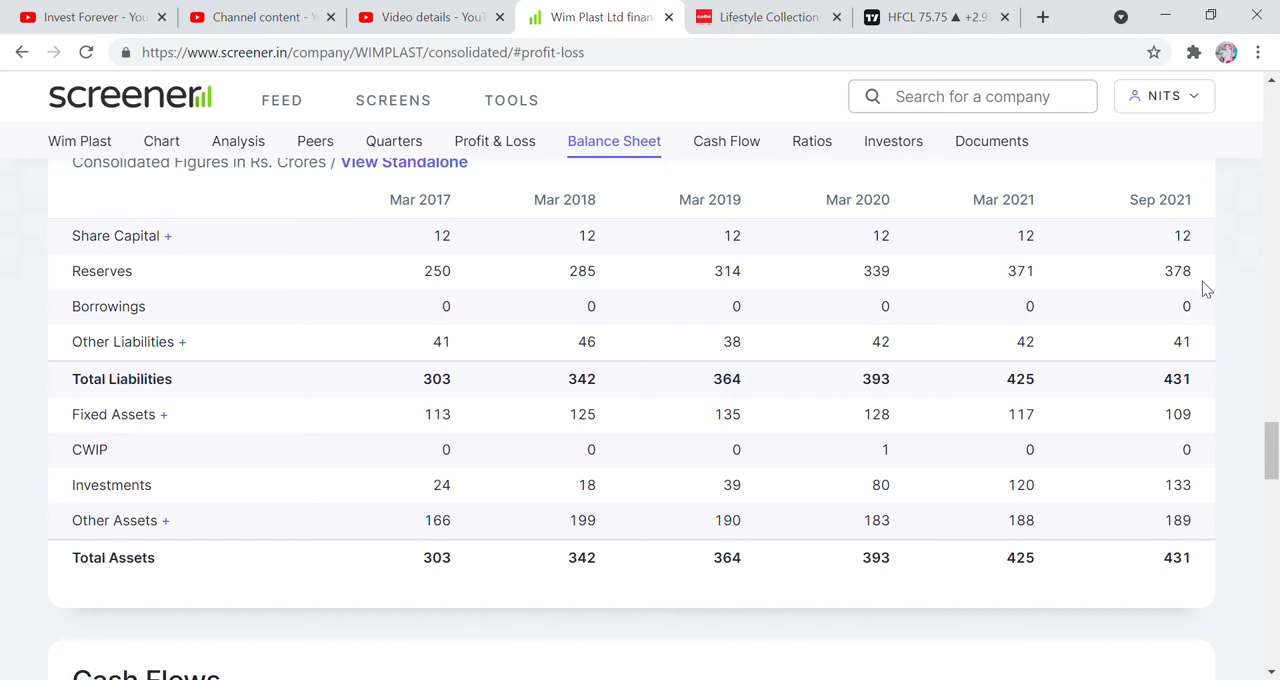 Invest Forever - You
Channel content - Y
Video details - YouT
Wim Plast Ltd finan
cello Lifestyle Collection
HFCL 75.75 ▲ +2.92
https://www.screener.in/company/WIMPLAST/consolidated/#profit-loss
screener
FEED SCREENS TOOLS
Search for a company
NITS
Wim Plast Chart Analysis Peers Quarters Profit & Loss Balance Sheet Cash Flow Ratios Investors Documents
Consolidated Figures in Rs. Crores / View Standalone
Mar 2017 Mar 2018 Mar 2019 Mar 2020 Mar 2021 Sep 2021
Share Capital + 12 12 12 12 12 12
Reserves 250 285 314 339 371 378
Borrowings 0 0 0 0 0 0
Other Liabilities + 41 46 38 42 42 41
Total Liabilities 303 342 364 393 425 431
Fixed Assets + 113 125 135 128 117 109
CWIP 0 0 0 1 0 0
Investments 24 18 39 80 120 133
Other Assets + 166 199 190 183 188 189
Total Assets 303 342 364 393 425 431
Cash Flows